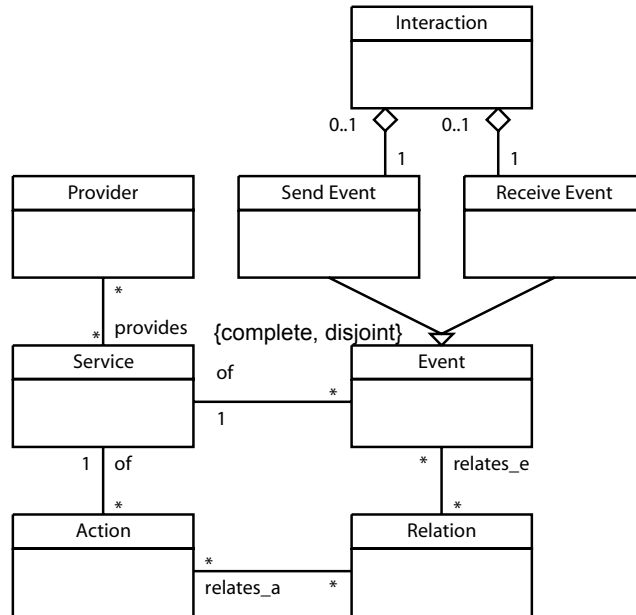 Interaction
0..1
0..1
1
1
Provider
Send Event
Receive Event
*
* provides
{complete, disjoint}
Service
Event
of
*
1
1 of
* relates_e
*
*
Action
Relation
*
relates_a
*